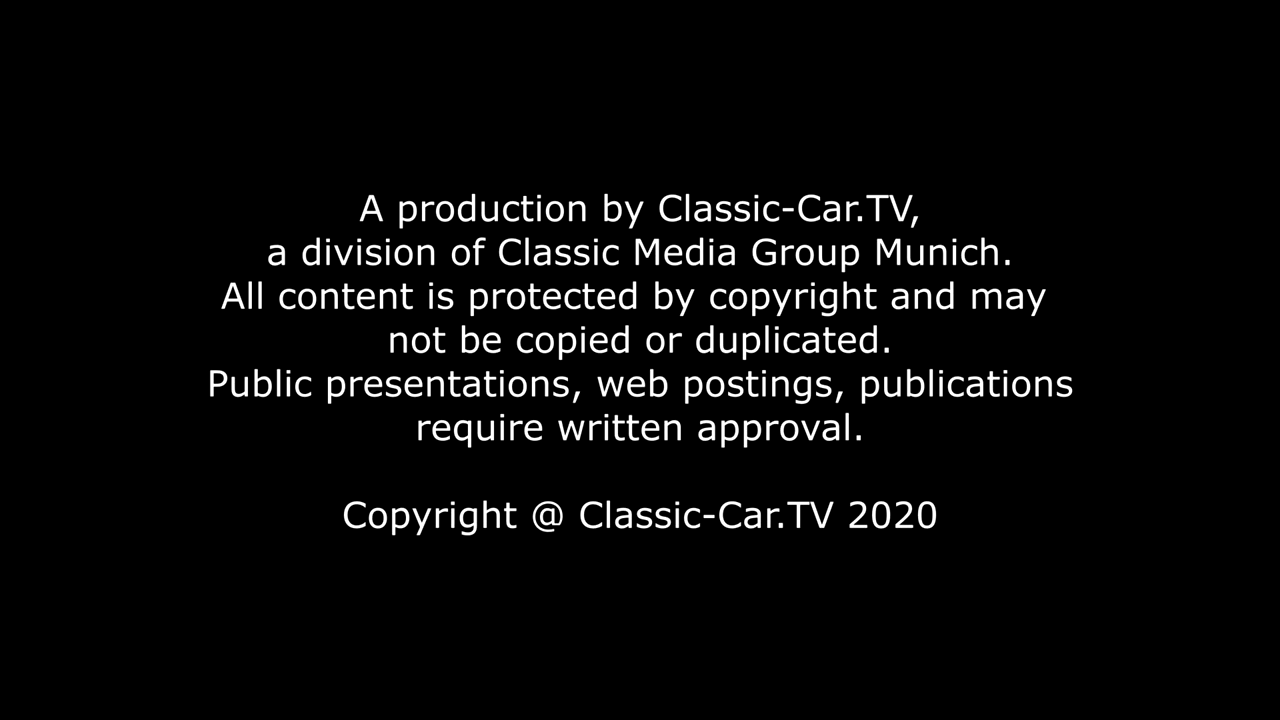 A production by Classic-Car.TV,
a division of Classic Media Group Munich.
All content is protected by copyright and may
not be copied or duplicated.
Public presentations, web postings, publications
require written approval.
Copyright @ Classic-Car.TV 2020